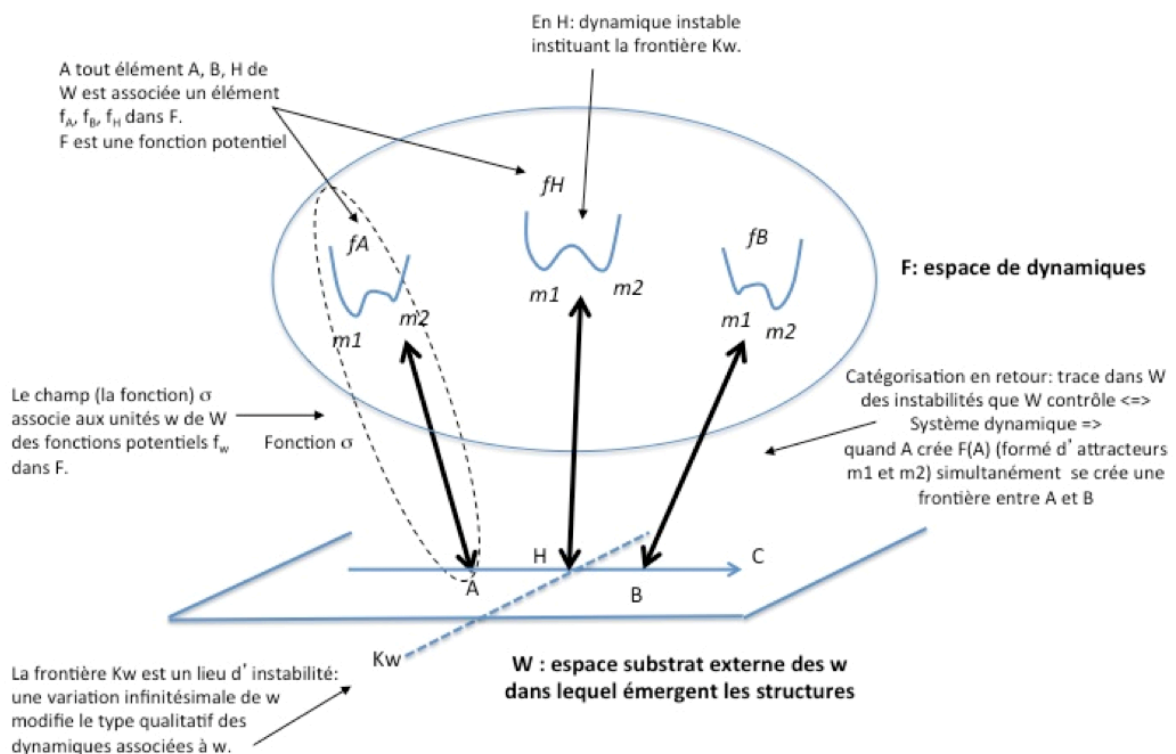 En H: dynamique instable
instituant la frontière Kw.
A tout élément A, B, H de
W est associée un élément
fA, fB, fH dans F.
F est une fonction potentiel
fH
fA
fB
m1
m2
m1
m2
m1
m2
F: espace de dynamiques
Le champ (la fonction) σ
associe aux unités w de W
des fonctions potentiels fw
dans F.
Fonction σ
Catégorisation en retour: trace dans W
des instabilités que W contrôle <=>
Système dynamique =>
quand A crée F(A) (formé d' attracteurs
m1 et m2) simultanément se crée une
frontière entre A et B
H
C
A
B
Kw
W : espace substrat externe des w
dans lequel émergent les structures
La frontière Kw est un lieu d' instabilité:
une variation infinitésimale de w
modifie le type qualitatif des
dynamiques associées à w.